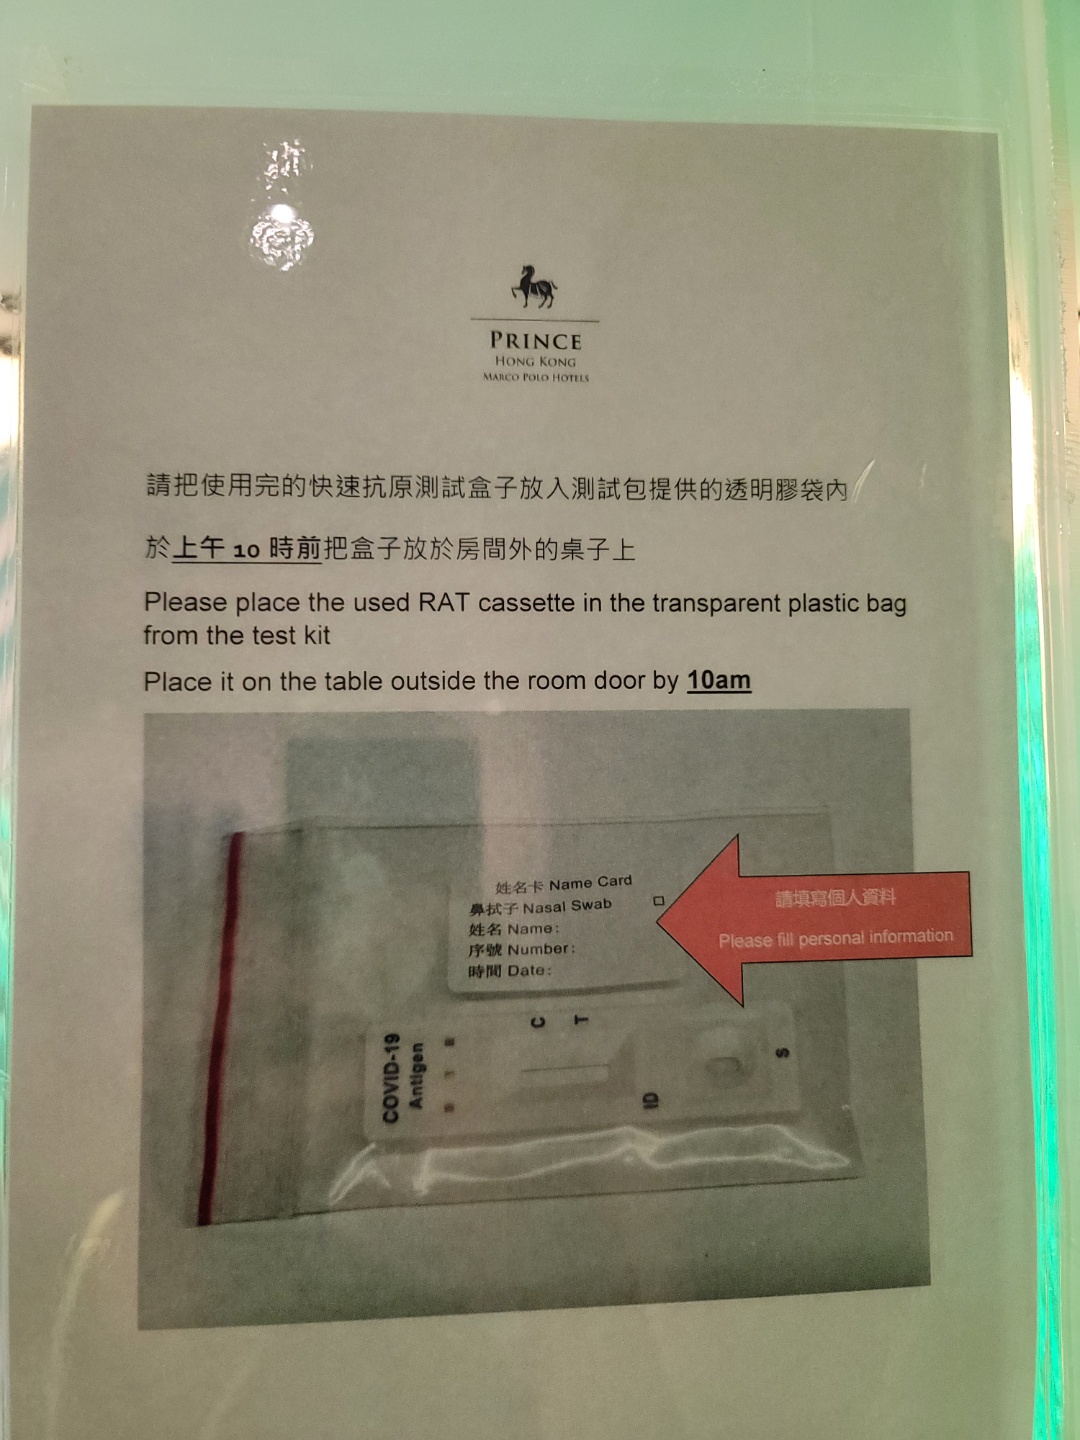 PRINCE
HONG KONG
MARCO POLO HOTELS
請把使用完的快速抗原測試盒子放入測試包提供的透明膠袋內
於上午 10 時前把盒子放於房間外的桌子上
Please place the used RAT cassette in the transparent plastic bag
from the test kit
Place it on the table outside the room door by 10am
姓名卡 Name Card
鼻拭子 Nasal Swab
姓名 Name:
序號 Number:
時間 Date:
請填寫個人資料
Please fill personal information
COVID-19
Antigen
C T
ID
S